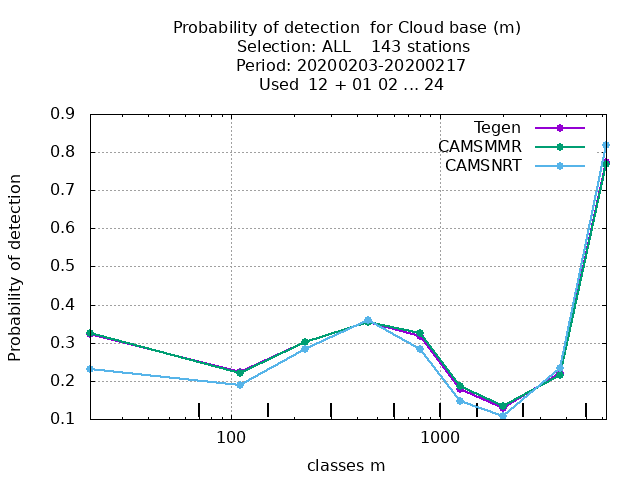 Probability of detection  for Cloud base (m)
Selection: ALL    143 stations
Period: 20200203-20200217
Used  12 + 01 02 ... 24
Probability of detection
0.9
0.8
0.7
0.6
0.5
0.4
0.3
0.2
0.1
Tegen
CAMSMMR
CAMSNRT
100
1000
classes m